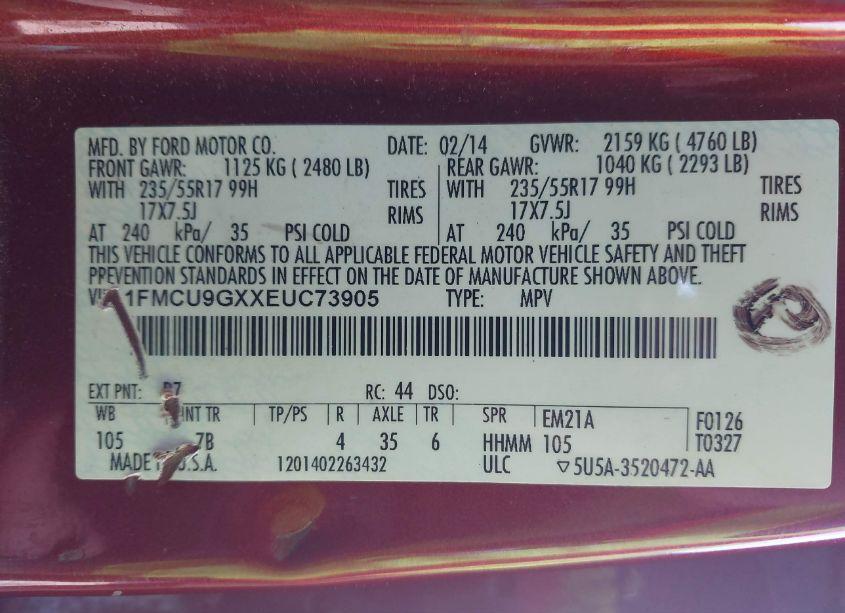 MFD. BY FORD MOTOR CO. DATE: 02/14 GVWR: 2159 KG ( 4760 LB)
FRONT GAWR: 1125 KG ( 2480 LB) REAR GAWR: 1040 KG ( 2293 LB)
WITH 235/55R17 99H TIRES WITH 235/55R17 99H TIRES
17X7.5J RIMS 17X7.5J RIMS
AT 240 kPa/ 35 PSI COLD AT 240 kPa/ 35 PSI COLD
THIS VEHICLE CONFORMS TO ALL APPLICABLE FEDERAL MOTOR VEHICLE SAFETY AND THEFT
PREVENTION STANDARDS IN EFFECT ON THE DATE OF MANUFACTURE SHOWN ABOVE.
1FMCU9GXXEUC73905 TYPE: MPV
EXT PNT: RC: 44 DSO:
WB TR TP/PS R AXLE TR SPR EM21A F0126
105 7B 4 35 6 HHMM 105 T0327
MADE U.S.A. 1201402263432 ULC ▽5U5A-3520472-AA